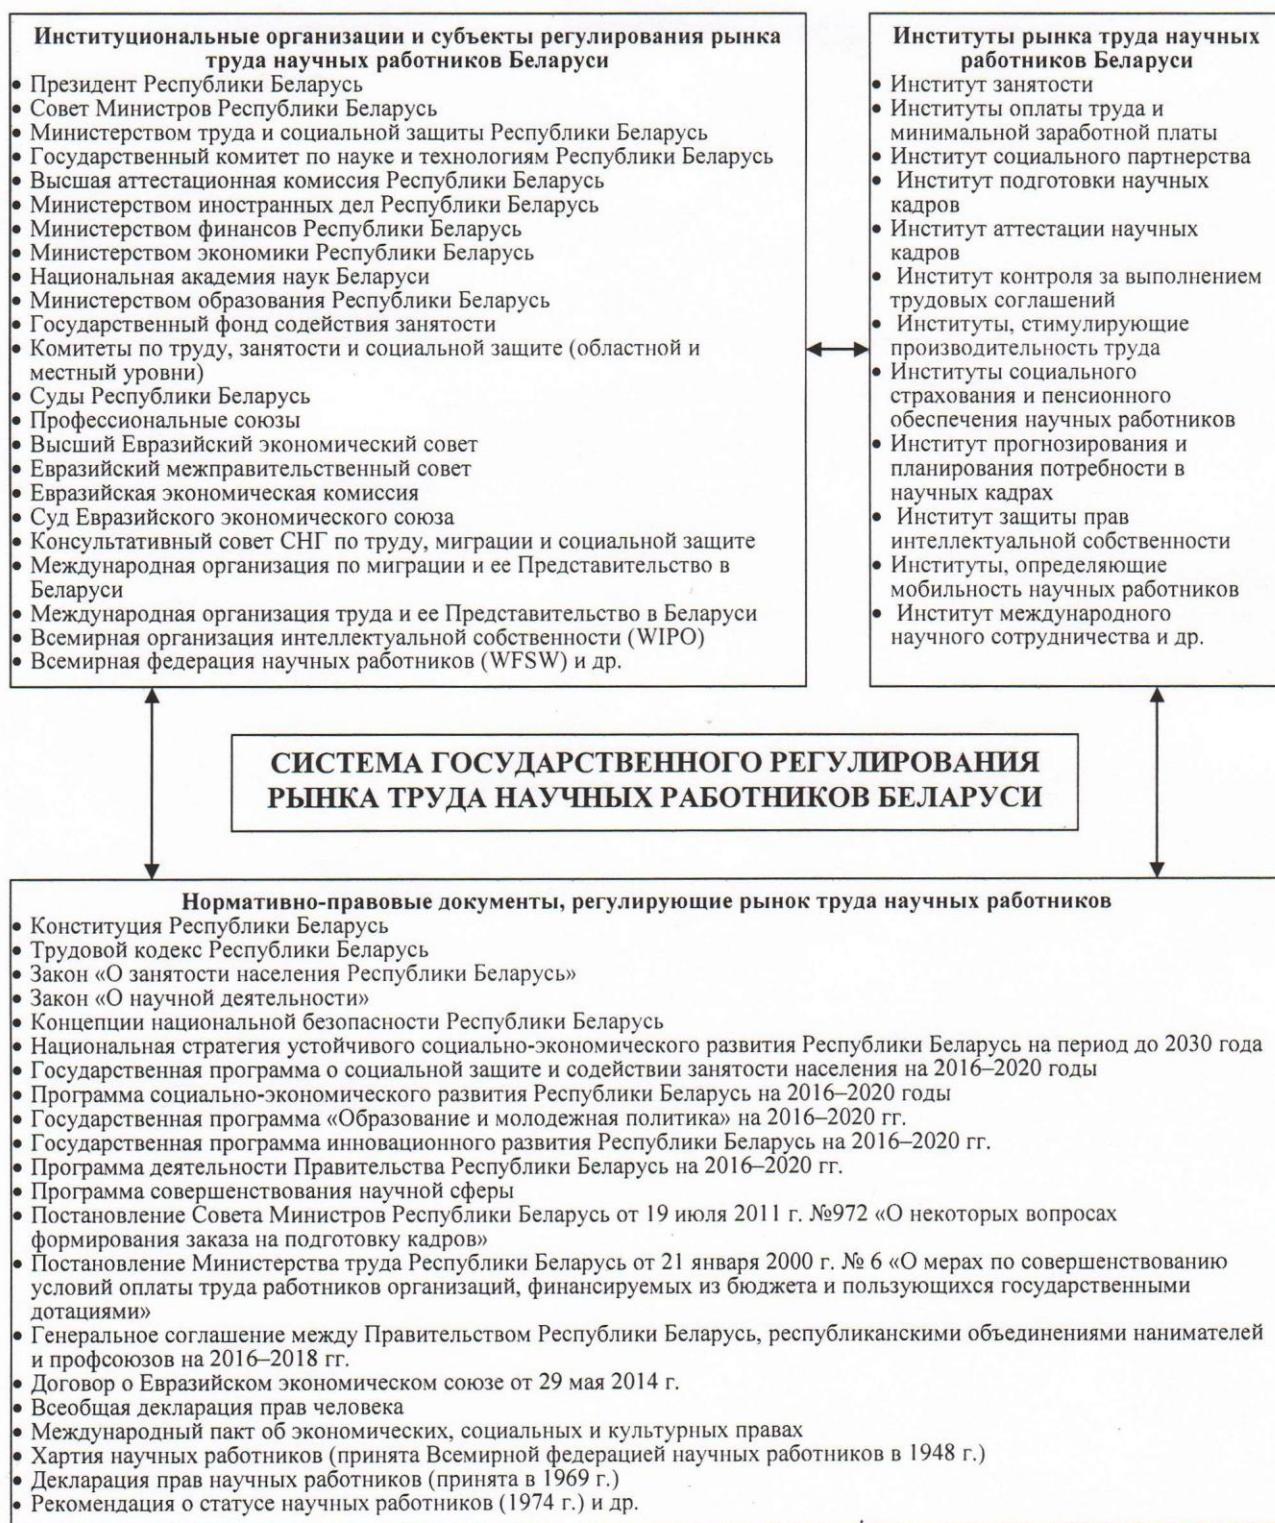 Институциональные организации и субъекты регулирования рынка
труда научных работников Беларуси
• Президент Республики Беларусь
• Совет Министров Республики Беларусь
• Министерством труда и социальной защиты Республики Беларусь
• Государственный комитет по науке и технологиям Республики Беларусь
• Высшая аттестационная комиссия Республики Беларусь
• Министерством иностранных дел Республики Беларусь
• Министерством финансов Республики Беларусь
• Министерством экономики Республики Беларусь
• Национальная академия наук Беларуси
• Министерством образования Республики Беларусь
• Государственный фонд содействия занятости
• Комитеты по труду, занятости и социальной защите (областной и
местный уровни)
• Суды Республики Беларусь
• Профессиональные союзы
• Высший Евразийский экономический совет
• Евразийский межправительственный совет
• Евразийская экономическая комиссия
• Суд Евразийского экономического союза
• Консультативный совет СНГ по труду, миграции и социальной защите
• Международная организация по миграции и ее Представительство в
Беларуси
• Международная организация труда и ее Представительство в Беларуси
• Всемирная организация интеллектуальной собственности (WIPO)
• Всемирная федерация научных работников (WFSW) и др.
Институты рынка труда научных
работников Беларуси
• Институт занятости
• Институты оплаты труда и
минимальной заработной платы
• Институт социального партнерства
• Институт подготовки научных
кадров
• Институт аттестации научных
кадров
• Институт контроля за выполнением
трудовых соглашений
• Институты, стимулирующие
производительность труда
• Институты социального
страхования и пенсионного
обеспечения научных работников
• Институт прогнозирования и
планирования потребности в
научных кадрах
• Институт защиты прав
интеллектуальной собственности
• Институты, определяющие
мобильность научных работников
• Институт международного
научного сотрудничества и др.
СИСТЕМА ГОСУДАРСТВЕННОГО РЕГУЛИРОВАНИЯ
РЫНКА ТРУДА НАУЧНЫХ РАБОТНИКОВ БЕЛАРУСИ
Нормативно-правовые документы, регулирующие рынок труда научных работников
• Конституция Республики Беларусь
• Трудовой кодекс Республики Беларусь
• Закон «О занятости населения Республики Беларусь»
• Закон «О научной деятельности»
• Концепции национальной безопасности Республики Беларусь
• Национальная стратегия устойчивого социально-экономического развития Республики Беларусь на период до 2030 года
• Государственная программа о социальной защите и содействии занятости населения на 2016–2020 годы
• Программа социально-экономического развития Республики Беларусь на 2016–2020 годы
• Государственная программа «Образование и молодежная политика» на 2016–2020 гг.
• Государственная программа инновационного развития Республики Беларусь на 2016–2020 гг.
• Программа деятельности Правительства Республики Беларусь на 2016–2020 гг.
• Программа совершенствования научной сферы
• Постановление Совета Министров Республики Беларусь от 19 июля 2011 г. №972 «О некоторых вопросах
формирования заказа на подготовку кадров»
• Постановление Министерства труда Республики Беларусь от 21 января 2000 г. № 6 «О мерах по совершенствованию
условий оплаты труда работников организаций, финансируемых из бюджета и пользующихся государственными
дотациями»
• Генеральное соглашение между Правительством Республики Беларусь, республиканскими объединениями нанимателей
и профсоюзов на 2016–2018 гг.
• Договор о Евразийском экономическом союзе от 29 мая 2014 г.
• Всеобщая декларация прав человека
• Международный пакт об экономических, социальных и культурных правах
• Хартия научных работников (принята Всемирной федерацией научных работников в 1948 г.)
• Декларация прав научных работников (принята в 1969 г.)
• Рекомендация о статусе научных работников (1974 г.) и др.